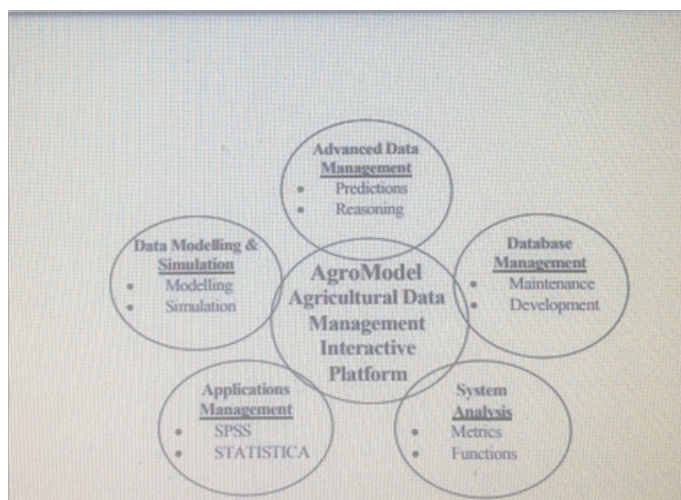 Advanced Data
Management
• Predictions
• Reasoning
Data Modelling &
Simulation
• Modelling
• Simulation
Database
Management
• Maintenance
• Development
AgroModel
Agricultural Data
Management
Interactive
Platform
Applications
Management
• SPSS
• STATISTICA
System
Analysis
• Metrics
• Functions